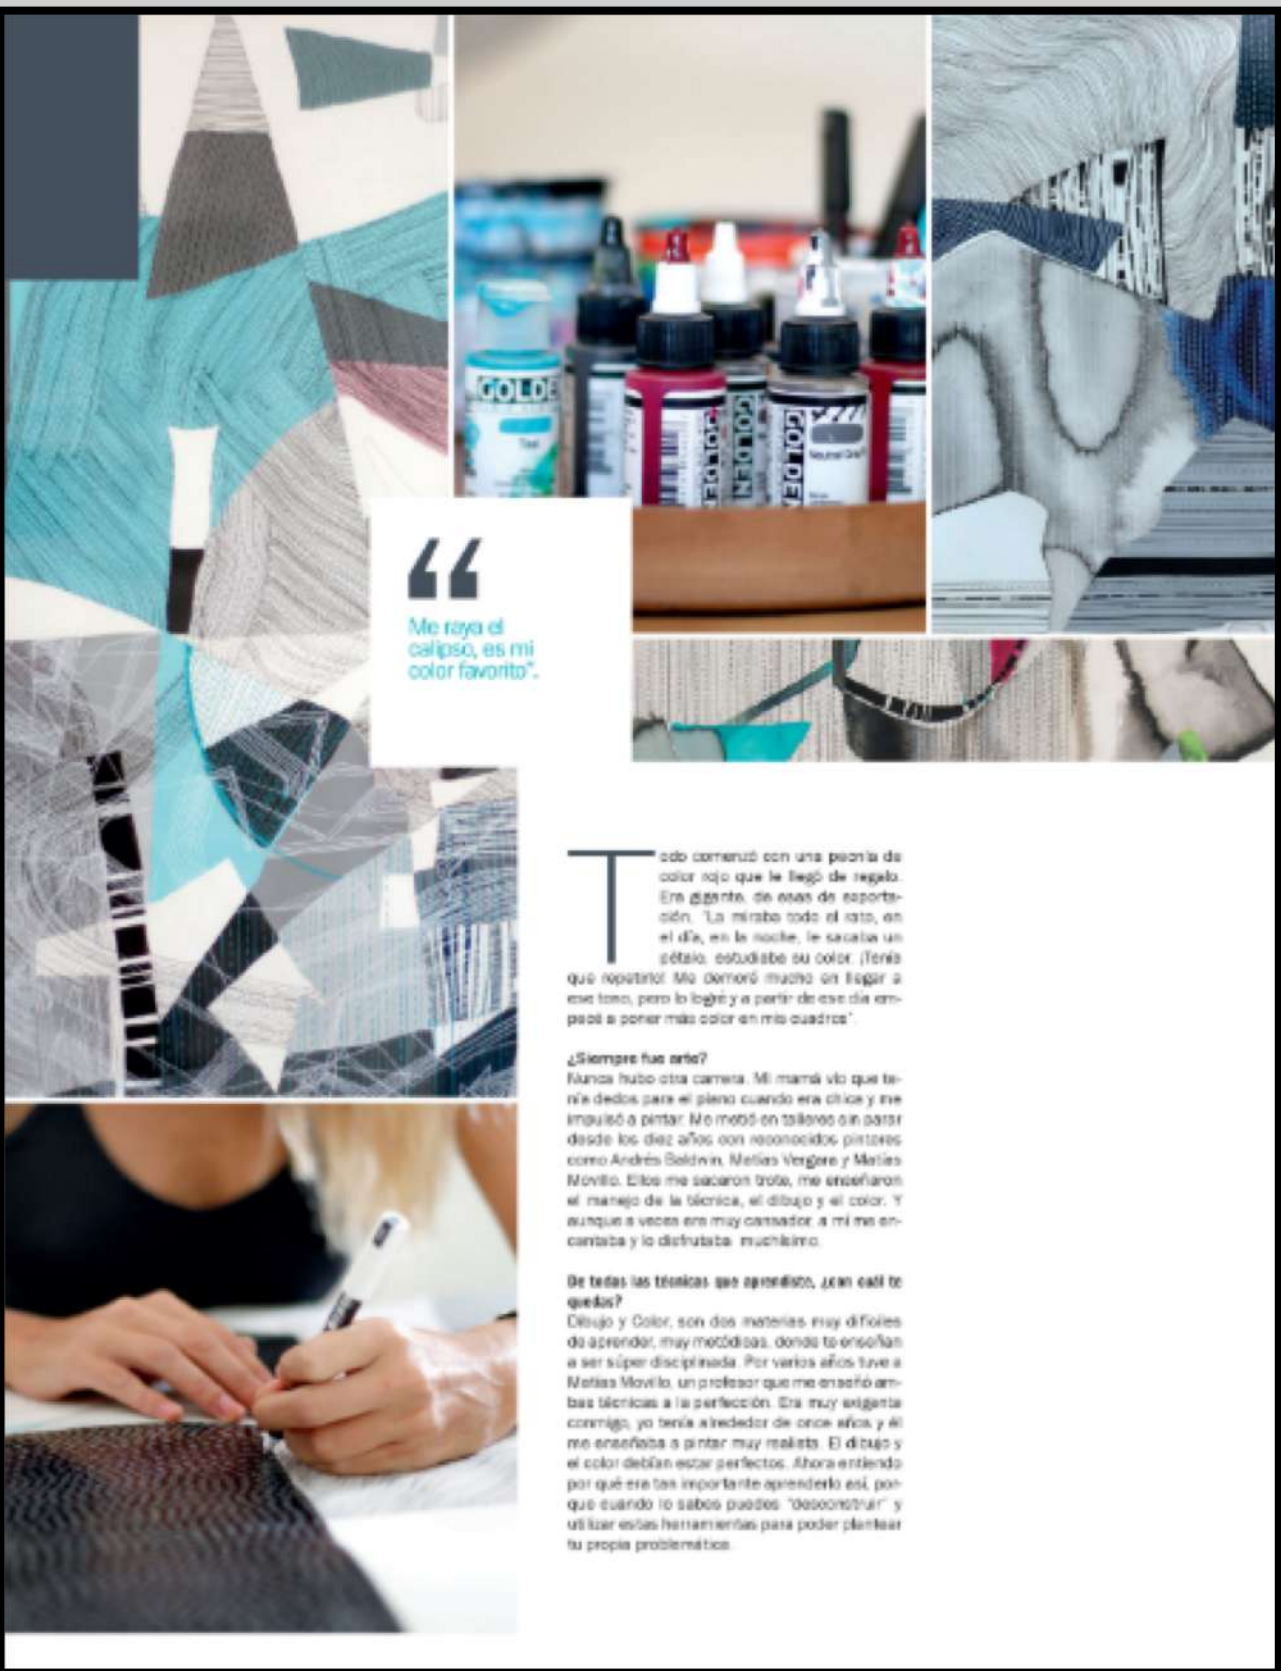 GOLDE
Teal
GOLDEN
GOLDEN
GOLDEN
Neutral Gray
“
Me raya el
calipso, es mi
color favorito”.
Todo comenzó con una peonía de
color rojo que le llegó de regalo.
Era gigante, de esas de exporta-
ción. “La miraba todo el rato, en
el día, en la noche, le sacaba un
pétalo, estudiaba su color. ¡Tenía
que repetirlo! Me demoré mucho en llegar a
ese tono, pero lo logré y a partir de ese día em-
pecé a poner más color en mis cuadros”.
¿Siempre fue arte?
Nunca hubo otra carrera. Mi mamá vio que te-
nía dedos para el piano cuando era chica y me
impulsó a pintar. Me metió en talleres sin parar
desde los diez años con reconocidos pintores
como Andrés Baldwin, Matías Vergara y Matías
Movillo. Ellos me sacaron trote, me enseñaron
el manejo de la técnica, el dibujo y el color. Y
aunque a veces era muy cansador, a mí me en-
cantaba y lo disfrutaba muchísimo.
De todas las técnicas que aprendiste, ¿con cuál te
quedas?
Dibujo y Color, son dos materias muy difíciles
de aprender, muy metódicas, donde te enseñan
a ser súper disciplinada. Por varios años tuve a
Matías Movillo, un profesor que me enseñó am-
bas técnicas a la perfección. Era muy exigente
conmigo, yo tenía alrededor de once años y él
me enseñaba a pintar muy realista. El dibujo y
el color debían estar perfectos. Ahora entiendo
por qué era tan importante aprenderlo así, por-
que cuando lo sabes puedes “desconstruir” y
utilizar estas herramientas para poder plantear
tu propia problemática.